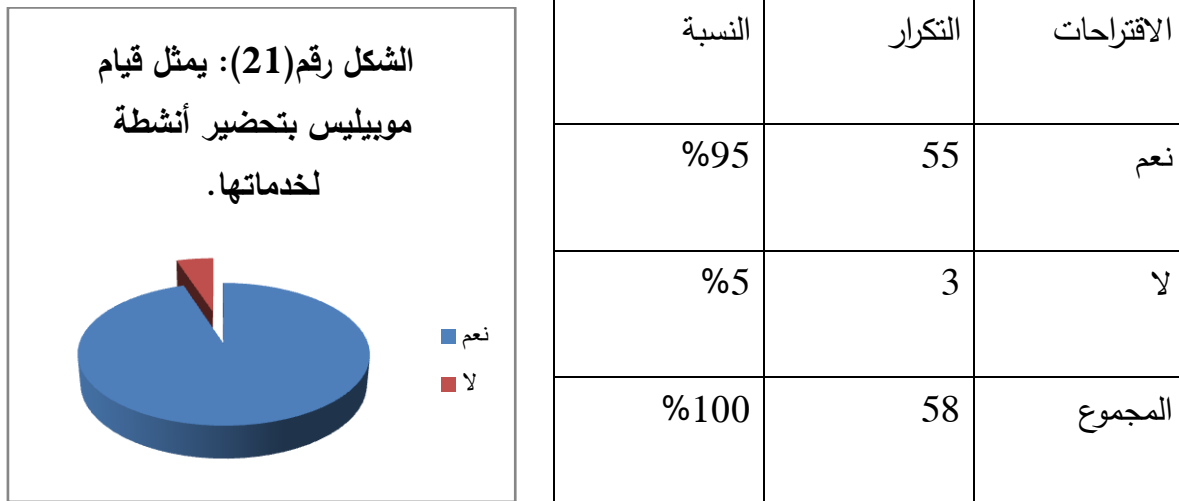 الشكل رقم(21): يمثل قيام
موبيليس بتحضير أنشطة
لخدماتها.
نعم
لا
الاقتراحات التكرار النسبة
نعم 55 %95
لا 3 %5
المجموع 58 %100